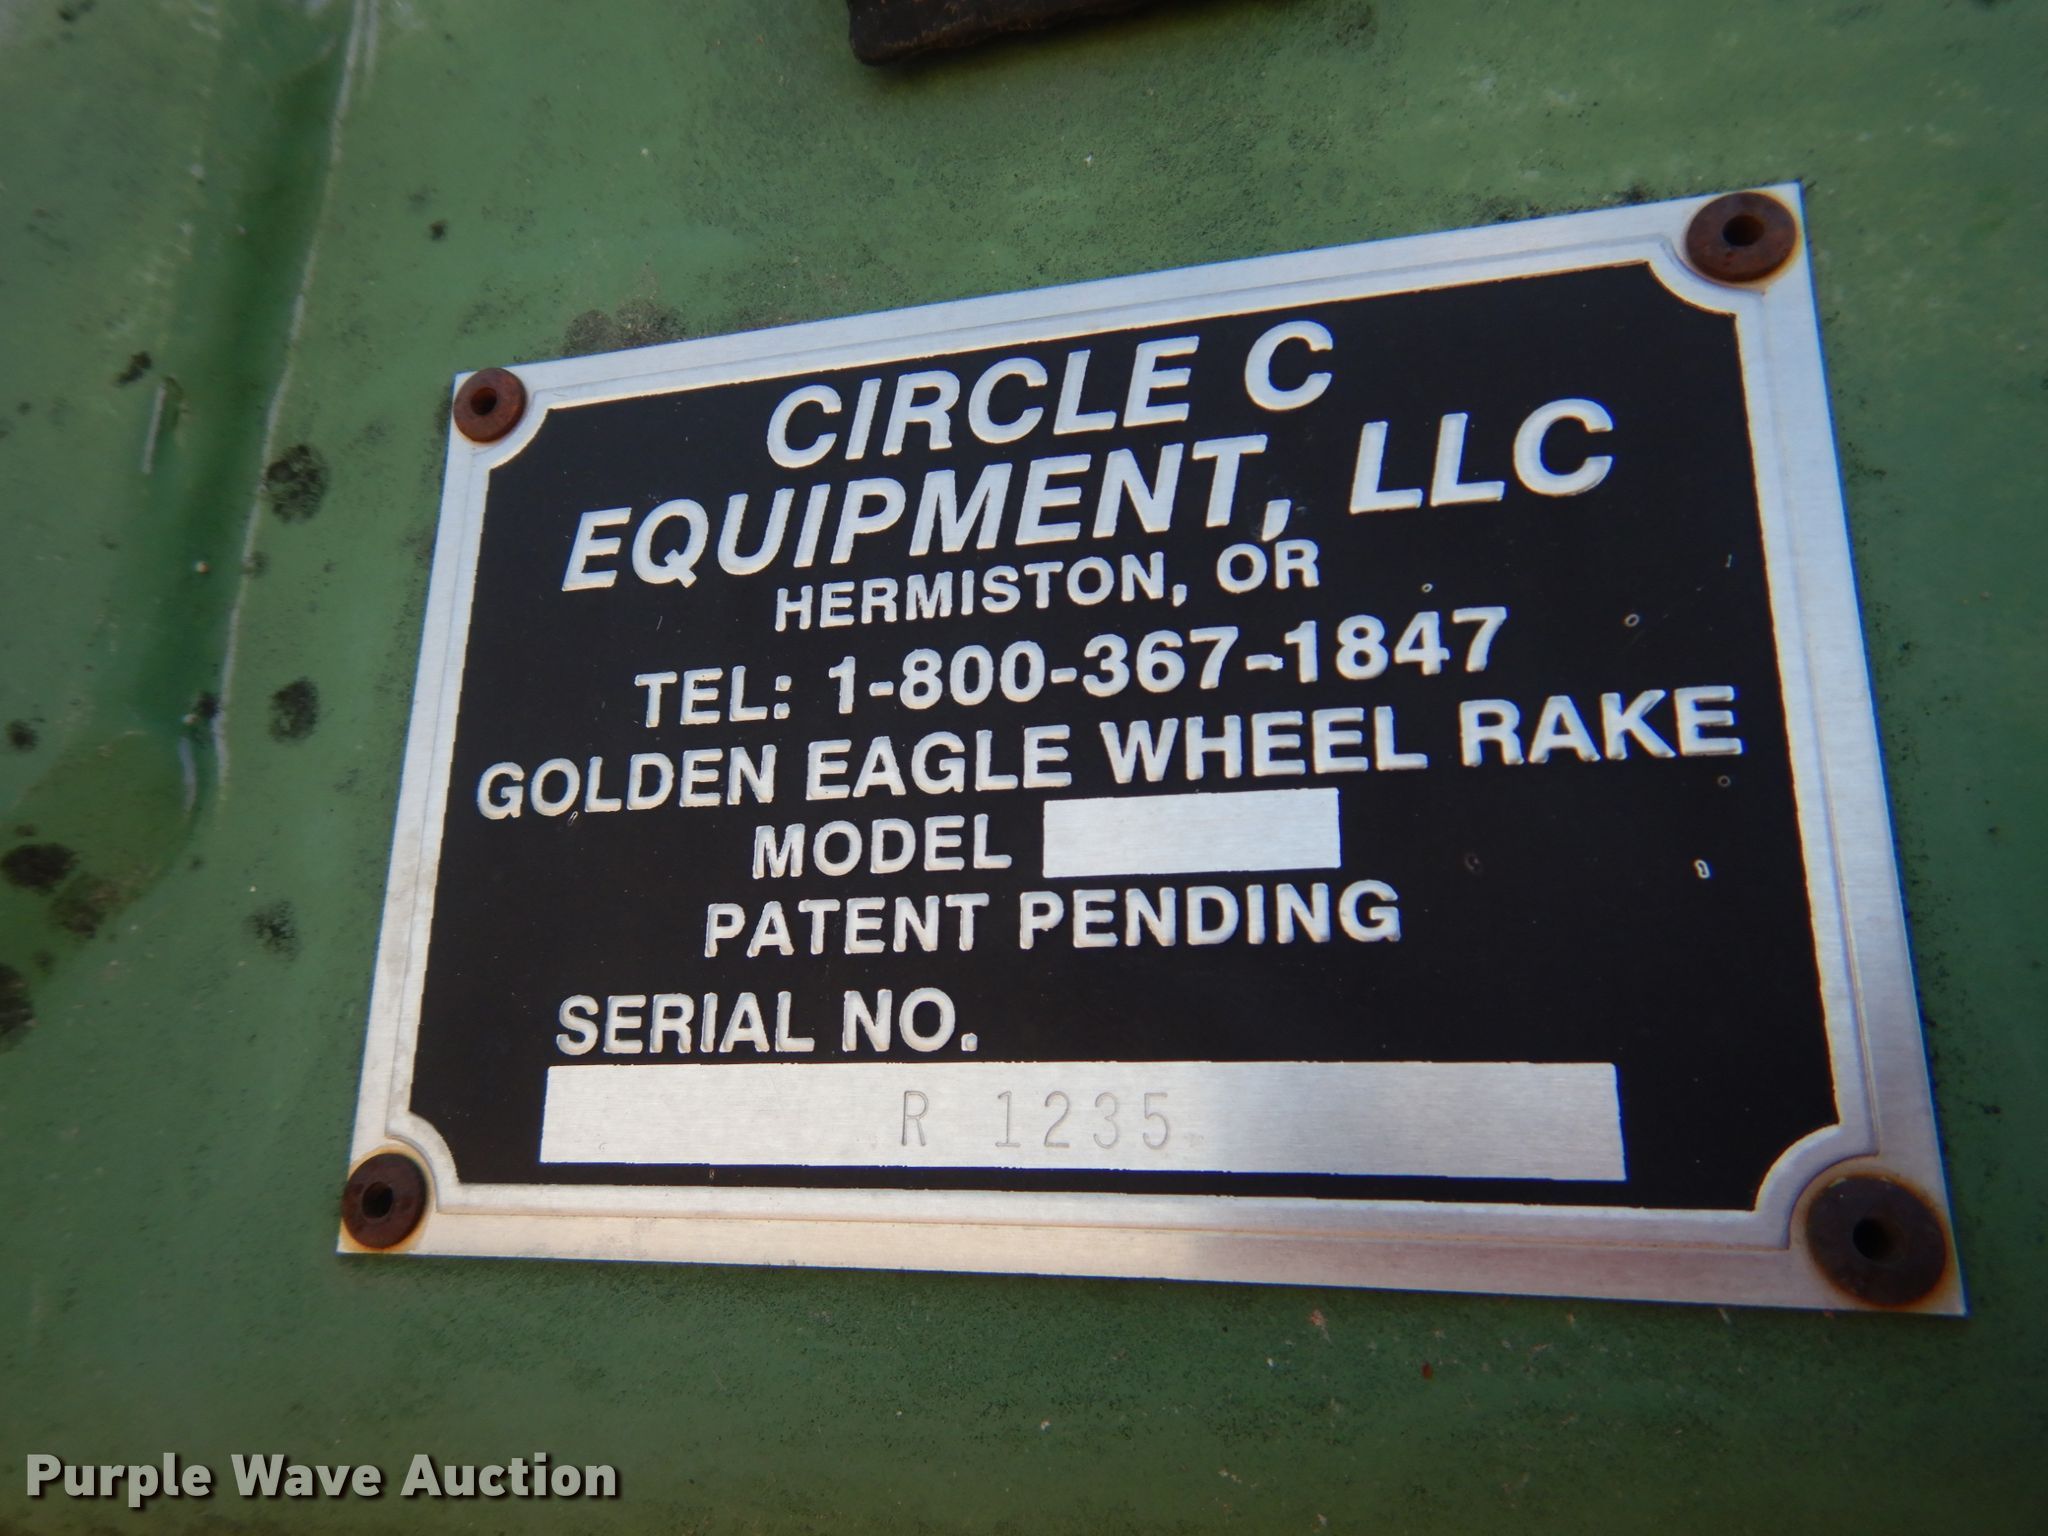 CIRCLE C
EQUIPMENT, LLC
HERMISTON, OR
TEL: 1-800-367-1847
GOLDEN EAGLE WHEEL RAKE
MODEL
PATENT PENDING
SERIAL NO.
R 1235
Purple Wave Auction